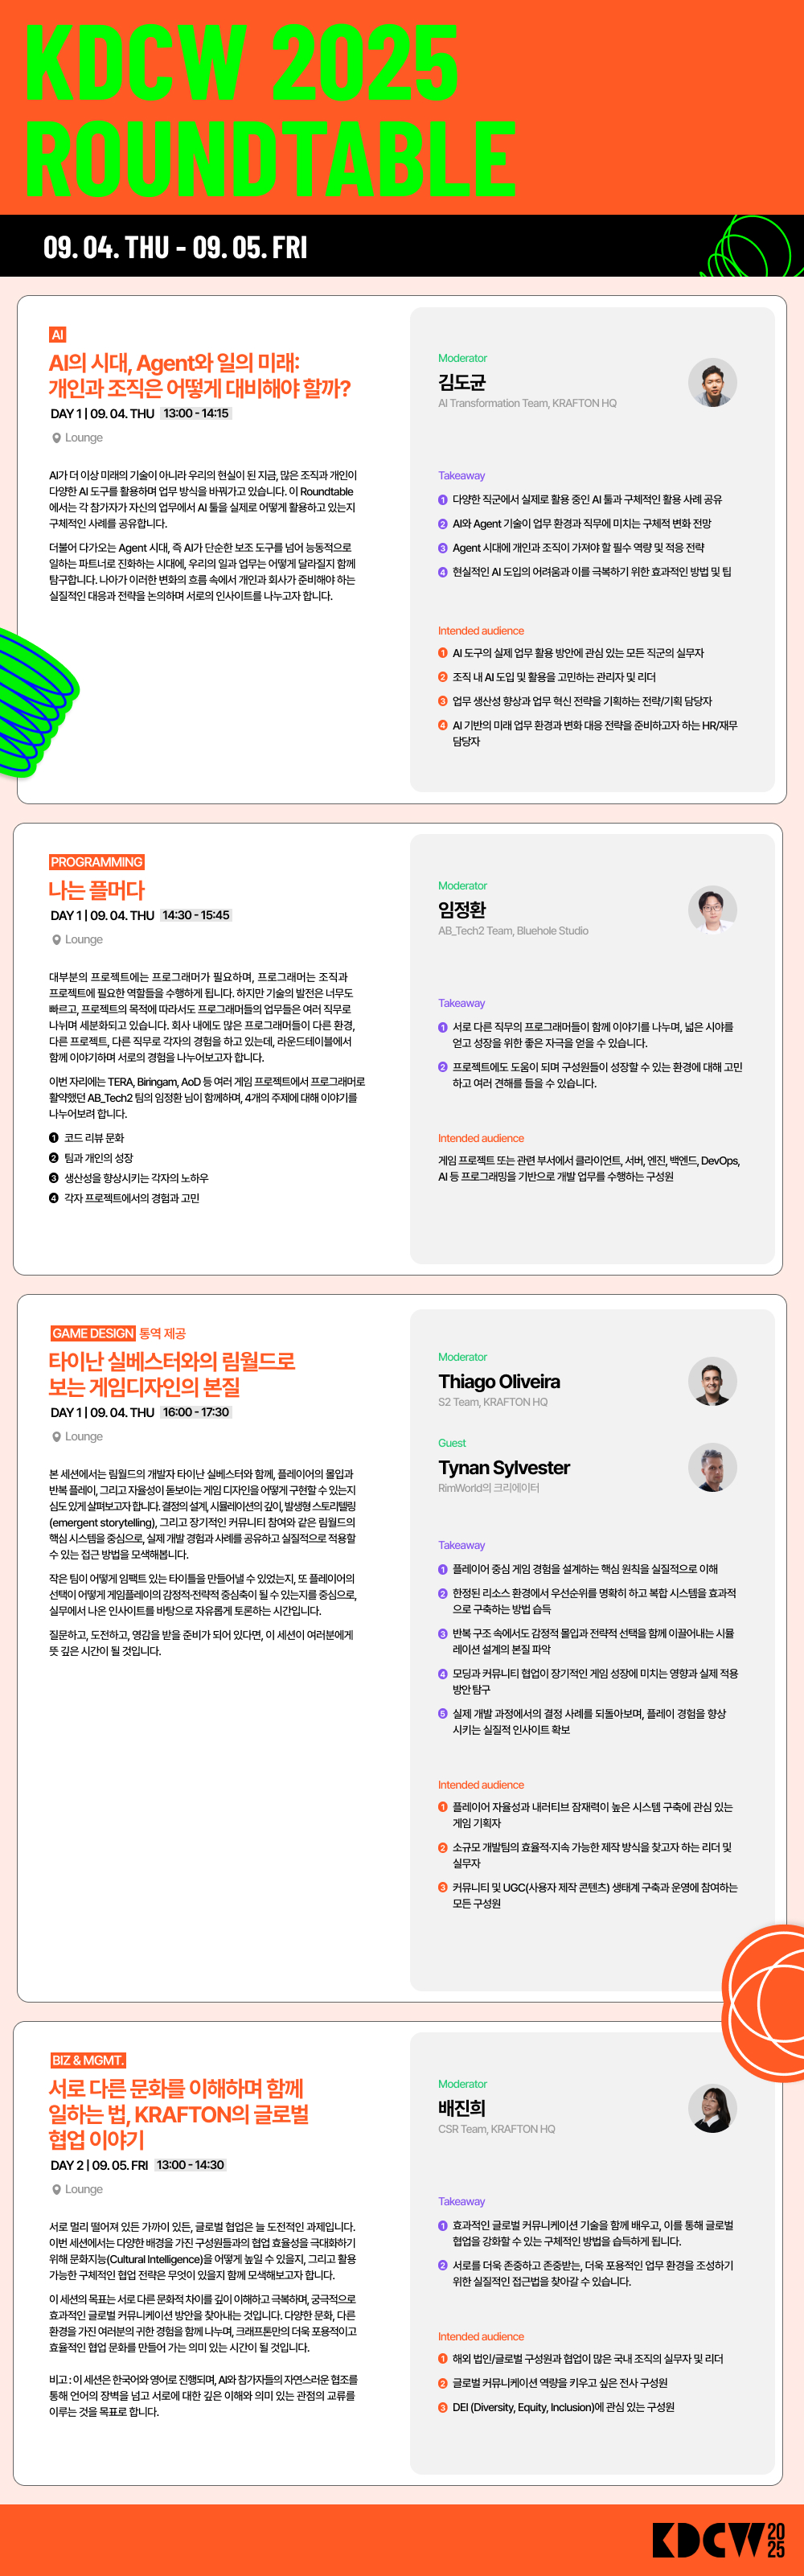 KDCW 2025
ROUNDTABLE
09. 04. THU - 09. 05. FRI
AI
AI의 시대, Agent와 일의 미래:
개인과 조직은 어떻게 대비해야 할까?
DAY 1 | 09. 04. THU 13:00 - 14:15
Lounge
AI가 더 이상 미래의 기술이 아니라 우리의 현실이 된 지금, 많은 조직과 개인이
다양한 AI 도구를 활용하며 업무 방식을 바꿔가고 있습니다. 이 Roundtable
에서는 각 참가자가 자신의 업무에서 AI 툴을 실제로 어떻게 활용하고 있는지
구체적인 사례를 공유합니다.
더불어 다가오는 Agent 시대, 즉 AI가 단순한 보조 도구를 넘어 능동적으로
일하는 파트너로 진화하는 시대에, 우리의 일과 업무는 어떻게 달라질지 함께
탐구합니다. 나아가 이러한 변화의 흐름 속에서 개인과 회사가 준비해야 하는
실질적인 대응과 전략을 논의하며 서로의 인사이트를 나누고자 합니다.
Moderator
김도균
AI Transformation Team, KRAFTON HQ
Takeaway
1 다양한 직군에서 실제로 활용 중인 AI 툴과 구체적인 활용 사례 공유
2 AI와 Agent 기술이 업무 환경과 직무에 미치는 구체적 변화 전망
3 Agent 시대에 개인과 조직이 가져야 할 필수 역량 및 적응 전략
4 현실적인 AI 도입의 어려움과 이를 극복하기 위한 효과적인 방법 및 팁
Intended audience
1 AI 도구의 실제 업무 활용 방안에 관심 있는 모든 직군의 실무자
2 조직 내 AI 도입 및 활용을 고민하는 관리자 및 리더
3 업무 생산성 향상과 업무 혁신 전략을 기획하는 전략/기획 담당자
4 AI 기반의 미래 업무 환경과 변화 대응 전략을 준비하고자 하는 HR/재무
담당자
PROGRAMMING
나는 플머다
DAY 1 | 09. 04. THU 14:30 - 15:45
Lounge
대부분의 프로젝트에는 프로그래머가 필요하며, 프로그래머는 조직과
프로젝트에 필요한 역할들을 수행하게 됩니다. 하지만 기술의 발전은 너무도
빠르고, 프로젝트의 목적에 따라서도 프로그래머들의 업무들은 여러 직무로
나뉘며 세분화되고 있습니다. 회사 내에도 많은 프로그래머들이 다른 환경,
다른 프로젝트, 다른 직무로 각자의 경험을 하고 있는데, 라운드테이블에서
함께 이야기하며 서로의 경험을 나누어보고자 합니다.
이번 자리에는 TERA, Biringam, AoD 등 여러 게임 프로젝트에서 프로그래머로
활약했던 AB_Tech2 팀의 임정환 님이 함께하며, 4개의 주제에 대해 이야기를
나누어보려 합니다.
1 코드 리뷰 문화
2 팀과 개인의 성장
3 생산성을 향상시키는 각자의 노하우
4 각자 프로젝트에서의 경험과 고민
Moderator
임정환
AB_Tech2 Team, Bluehole Studio
Takeaway
1 서로 다른 직무의 프로그래머들이 함께 이야기를 나누며, 넓은 시야를
얻고 성장을 위한 좋은 자극을 얻을 수 있습니다.
2 프로젝트에도 도움이 되며 구성원들이 성장할 수 있는 환경에 대해 고민
하고 여러 견해를 들을 수 있습니다.
Intended audience
게임 프로젝트 또는 관련 부서에서 클라이언트, 서버, 엔진, 백엔드, DevOps,
AI 등 프로그래밍을 기반으로 개발 업무를 수행하는 구성원
GAME DESIGN 통역 제공
타이난 실베스터와의 림월드로
보는 게임디자인의 본질
DAY 1 | 09. 04. THU 16:00 - 17:30
Lounge
본 세션에서는 림월드의 개발자 타이난 실베스터와 함께, 플레이어의 몰입과
반복 플레이, 그리고 자율성이 돋보이는 게임 디자인을 어떻게 구현할 수 있는지
심도 있게 살펴보고자 합니다. 결정의 설계, 시뮬레이션의 깊이, 발생형 스토리텔링
(emergent storytelling), 그리고 장기적인 커뮤니티 참여와 같은 림월드의
핵심 시스템을 중심으로, 실제 개발 경험과 사례를 공유하고 실질적으로 적용할
수 있는 접근 방법을 모색해봅니다.
작은 팀이 어떻게 임팩트 있는 타이틀을 만들어낼 수 있었는지, 또 플레이어의
선택이 어떻게 게임플레이의 감정적·전략적 중심축이 될 수 있는지를 중심으로,
실무에서 나온 인사이트를 바탕으로 자유롭게 토론하는 시간입니다.
질문하고, 도전하고, 영감을 받을 준비가 되어 있다면, 이 세션이 여러분에게
뜻 깊은 시간이 될 것입니다.
Moderator
Thiago Oliveira
S2 Team, KRAFTON HQ
Guest
Tynan Sylvester
RimWorld의 크리에이터
Takeaway
1 플레이어 중심 게임 경험을 설계하는 핵심 원칙을 실질적으로 이해
2 한정된 리소스 환경에서 우선순위를 명확히 하고 복합 시스템을 효과적
으로 구축하는 방법 습득
3 반복 구조 속에서도 감정적 몰입과 전략적 선택을 함께 이끌어내는 시뮬
레이션 설계의 본질 파악
4 모딩과 커뮤니티 협업이 장기적인 게임 성장에 미치는 영향과 실제 적용
방안 탐구
5 실제 개발 과정에서의 결정 사례를 되돌아보며, 플레이 경험을 향상
시키는 실질적 인사이트 확보
Intended audience
1 플레이어 자율성과 내러티브 잠재력이 높은 시스템 구축에 관심 있는
게임 기획자
2 소규모 개발팀의 효율적·지속 가능한 제작 방식을 찾고자 하는 리더 및
실무자
3 커뮤니티 및 UGC(사용자 제작 콘텐츠) 생태계 구축과 운영에 참여하는
모든 구성원
BIZ & MGMT.
서로 다른 문화를 이해하며 함께
일하는 법, KRAFTON의 글로벌
협업 이야기
DAY 2 | 09. 05. FRI 13:00 - 14:30
Lounge
서로 멀리 떨어져 있든 가까이 있든, 글로벌 협업은 늘 도전적인 과제입니다.
이번 세션에서는 다양한 배경을 가진 구성원들과의 협업 효율성을 극대화하기
위해 문화지능(Cultural Intelligence)을 어떻게 높일 수 있을지, 그리고 활용
가능한 구체적인 협업 전략은 무엇이 있을지 함께 모색해보고자 합니다.
이 세션의 목표는 서로 다른 문화적 차이를 깊이 이해하고 극복하며, 궁극적으로
효과적인 글로벌 커뮤니케이션 방안을 찾아내는 것입니다. 다양한 문화, 다른
환경을 가진 여러분의 귀한 경험을 함께 나누며, 크래프톤만의 더욱 포용적이고
효율적인 협업 문화를 만들어 가는 의미 있는 시간이 될 것입니다.
비고 : 이 세션은 한국어와 영어로 진행되며, AI와 참가자들의 자연스러운 협조를
통해 언어의 장벽을 넘고 서로에 대한 깊은 이해와 의미 있는 관점의 교류를
이루는 것을 목표로 합니다.
Moderator
배진희
CSR Team, KRAFTON HQ
Takeaway
1 효과적인 글로벌 커뮤니케이션 기술을 함께 배우고, 이를 통해 글로벌
협업을 강화할 수 있는 구체적인 방법을 습득하게 됩니다.
2 서로를 더욱 존중하고 존중받는, 더욱 포용적인 업무 환경을 조성하기
위한 실질적인 접근법을 찾아갈 수 있습니다.
Intended audience
1 해외 법인/글로벌 구성원과 협업이 많은 국내 조직의 실무자 및 리더
2 글로벌 커뮤니케이션 역량을 키우고 싶은 전사 구성원
3 DEI (Diversity, Equity, Inclusion)에 관심 있는 구성원
KDCW 2025